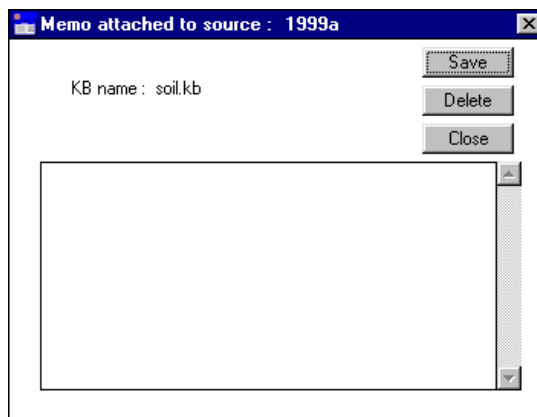 Memo attached to source :  1999a
Save
KB name :  soil.kb
Delete
Close